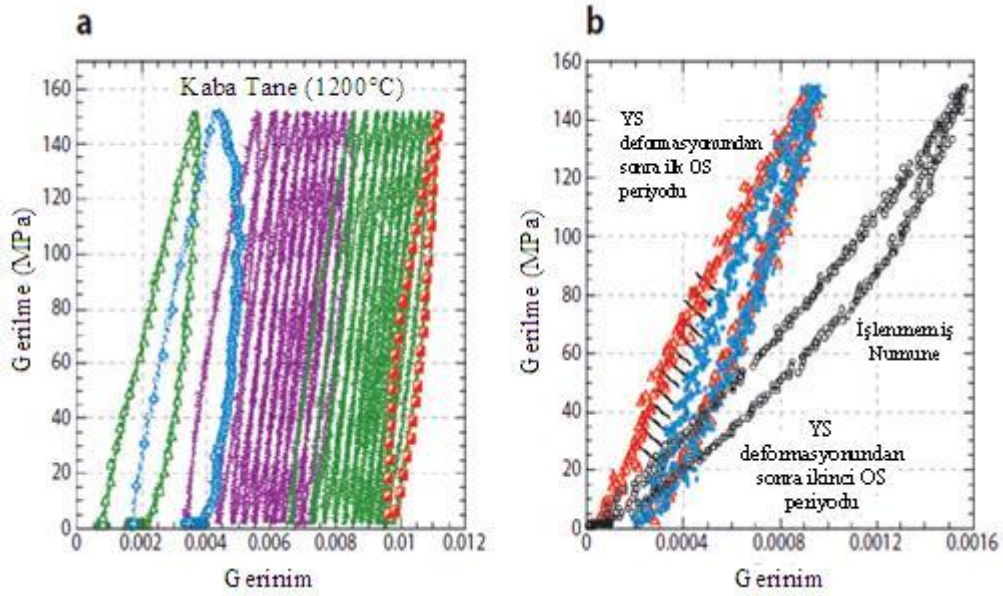 a
Kaba Tane (1200°C)
Gerilme (MPa)
160
140
120
100
80
60
40
20
0
0 0.002 0.004 0.006 0.008 0.01 0.012
Gerinim
b
YS
deformasyonundan
sonra ilk OS
periyodu
İşlenmemiş
Numune
YS
deformasyonundan
sonra ikinci OS
periyodu
Gerilme (MPa)
160
140
120
100
80
60
40
20
0
0 0.0004 0.0008 0.0012 0.0016
Gerinim